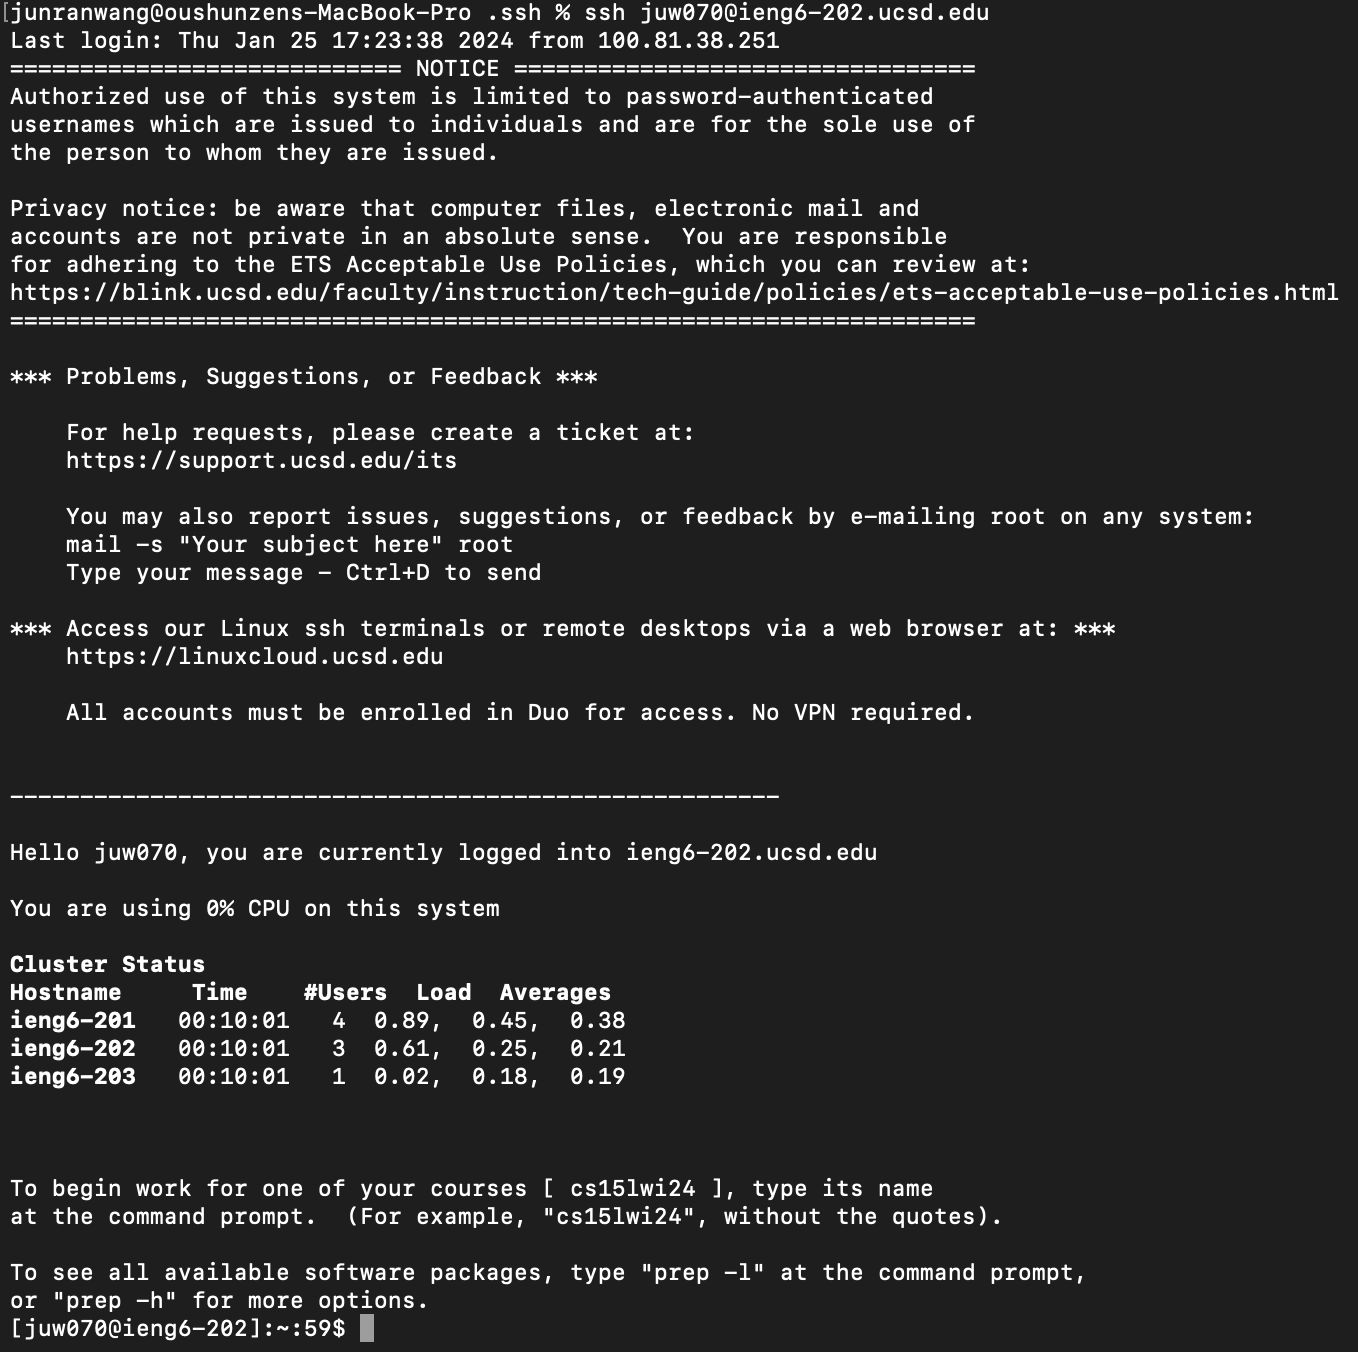 [junranwang@oushunzens-MacBook-Pro .ssh % ssh juw070@ieng6-202.ucsd.edu
Last login: Thu Jan 25 17:23:38 2024 from 100.81.38.251
============================ NOTICE =================================
Authorized use of this system is limited to password-authenticated
usernames which are issued to individuals and are for the sole use of
the person to whom they are issued.

Privacy notice: be aware that computer files, electronic mail and
accounts are not private in an absolute sense.  You are responsible
for adhering to the ETS Acceptable Use Policies, which you can review at:
https://blink.ucsd.edu/faculty/instruction/tech-guide/policies/ets-acceptable-use-policies.html
=====================================================================

*** Problems, Suggestions, or Feedback ***

    For help requests, please create a ticket at:
    https://support.ucsd.edu/its

    You may also report issues, suggestions, or feedback by e-mailing root on any system:
    mail -s "Your subject here" root
    Type your message - Ctrl+D to send

*** Access our Linux ssh terminals or remote desktops via a web browser at: ***
    https://linuxcloud.ucsd.edu

    All accounts must be enrolled in Duo for access. No VPN required.


-------------------------------------------------------

Hello juw070, you are currently logged into ieng6-202.ucsd.edu

You are using 0% CPU on this system

Cluster Status
Hostname     Time    #Users  Load  Averages
ieng6-201   00:10:01   4  0.89,  0.45,  0.38
ieng6-202   00:10:01   3  0.61,  0.25,  0.21
ieng6-203   00:10:01   1  0.02,  0.18,  0.19



To begin work for one of your courses [ cs15lwi24 ], type its name
at the command prompt.  (For example, "cs15lwi24", without the quotes).

To see all available software packages, type "prep -l" at the command prompt,
or "prep -h" for more options.
[juw070@ieng6-202]:~:59$